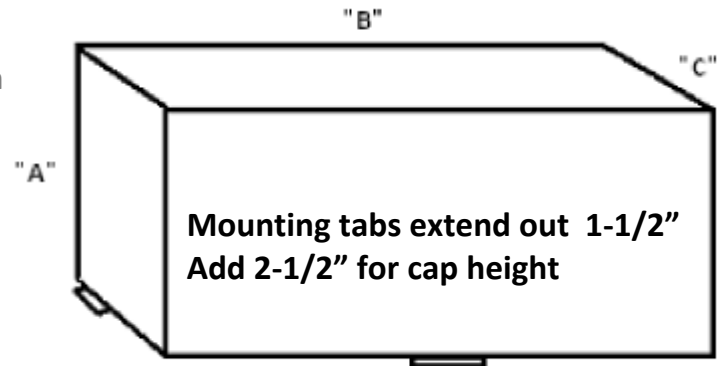 "B"
"C"
"A"
Mounting tabs extend out 1-1/2”
Add 2-1/2” for cap height